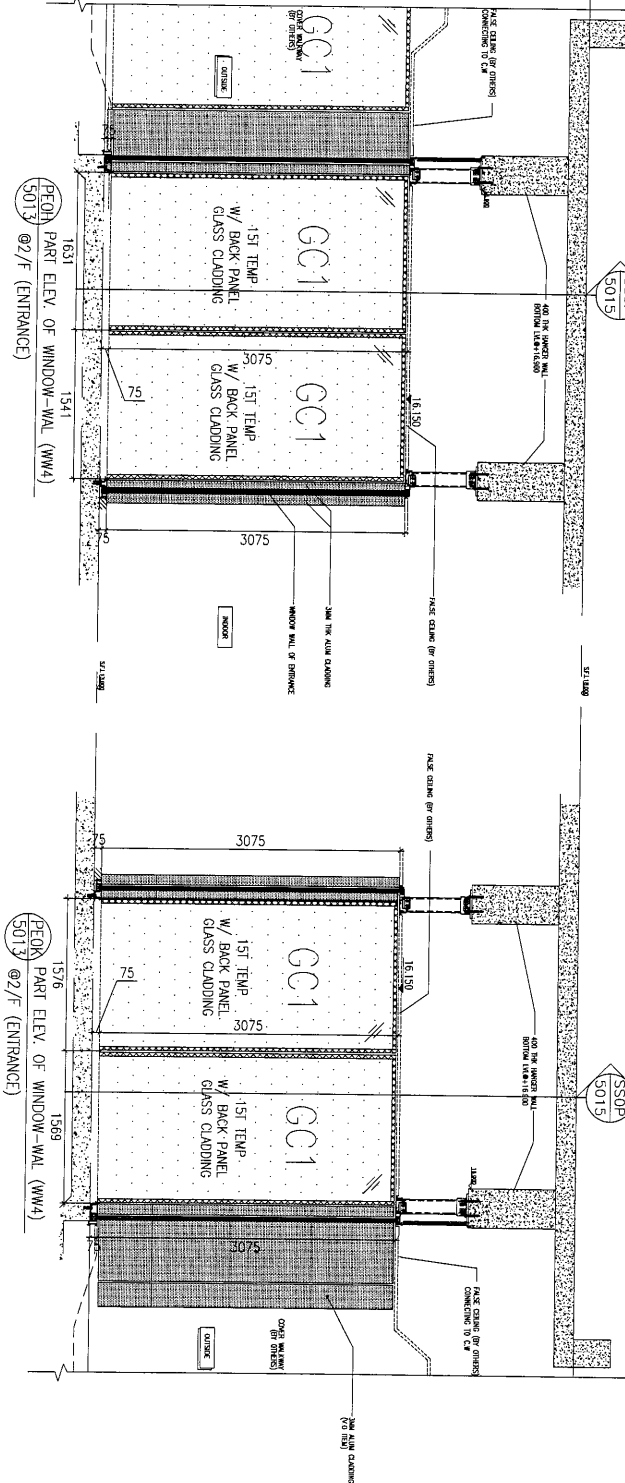 GC1
COVER WALKWAY
(BY OTHERS)
OUTSIDE
FALSE CEILING (BY OTHERS)
CONNECTING TO C.W
75
GC1
15T TEMP
W/ BACK PANEL
GLASS CLADDING
400 THK HANGER WALL
BOTTOM LVL@+16.900
5015
GC1
15T TEMP
W/ BACK PANEL
GLASS CLADDING
3075
75
16.150
1631
1541
3075
75
PE0H
5013
PART ELEV. OF WINDOW-WAL (WW4)
@2/F (ENTRANCE)
FALSE CEILING (BY OTHERS)
3MM THK ALUM CLADDING
WINDOW WALL OF ENTRANCE
INDOOR
FALSE CEILING (BY OTHERS)
3075
75
GC1
15T TEMP
W/ BACK PANEL
GLASS CLADDING
16.150
3075
75
400 THK HANGER WALL
BOTTOM LVL@+16.900
SS0P
5015
GC1
15T TEMP
W/ BACK PANEL
GLASS CLADDING
1576
1569
3075
75
PE0K
5013
PART ELEV. OF WINDOW-WAL (WW4)
@2/F (ENTRANCE)
FALSE CEILING (BY OTHERS)
CONNECTING TO C.W
COVER WALKWAY
(BY OTHERS)
OUTSIDE
3MM ALUM CLADDING
(V.O ITEM)